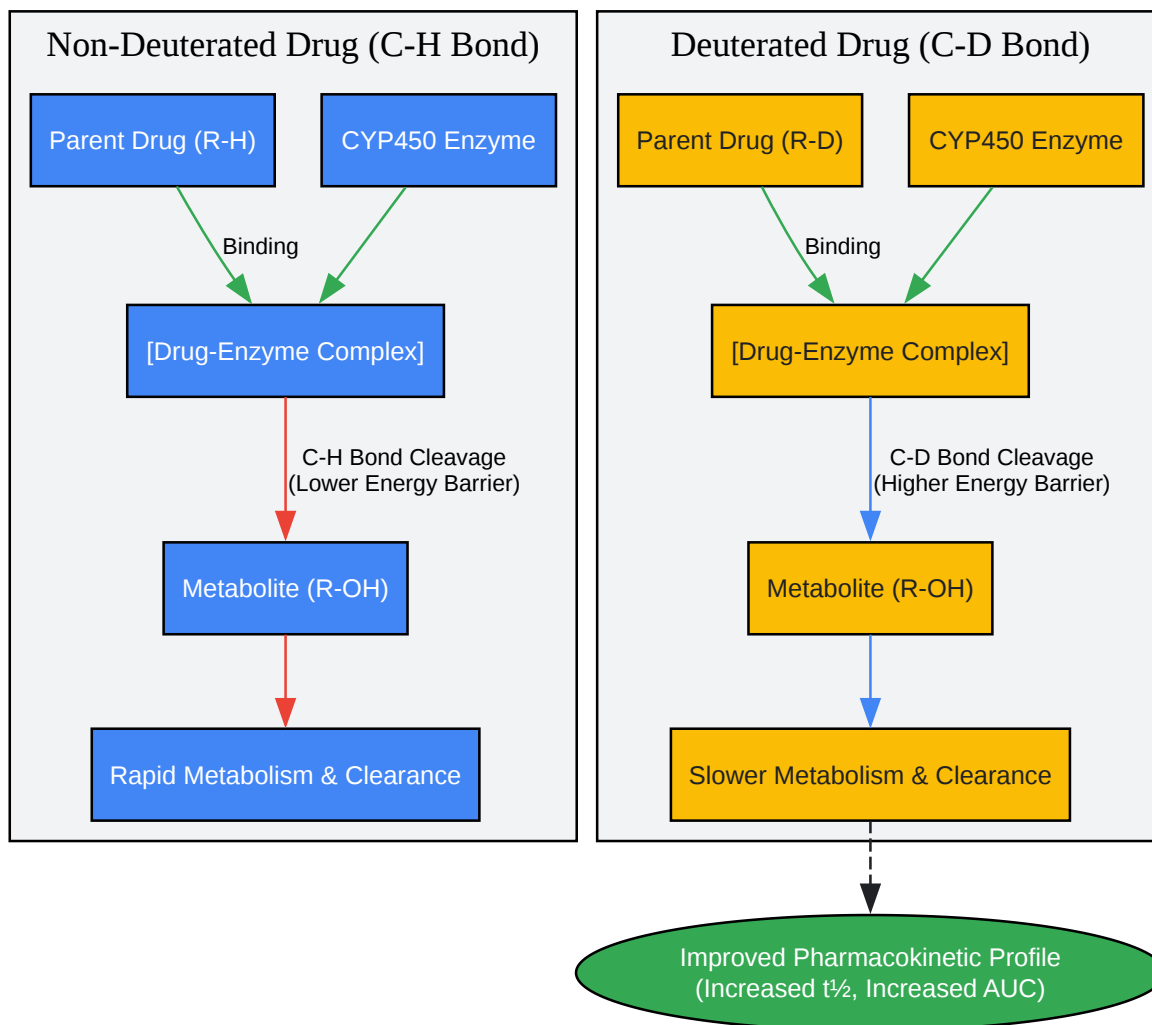 Non-Deuterated Drug (C-H Bond)
Parent Drug (R-H)
CYP450 Enzyme
Binding
[Drug-Enzyme Complex]
C-H Bond Cleavage
(Lower Energy Barrier)
Metabolite (R-OH)
Rapid Metabolism & Clearance
Deuterated Drug (C-D Bond)
Parent Drug (R-D)
CYP450 Enzyme
Binding
[Drug-Enzyme Complex]
C-D Bond Cleavage
(Higher Energy Barrier)
Metabolite (R-OH)
Slower Metabolism & Clearance
Improved Pharmacokinetic Profile
(Increased t½, Increased AUC)